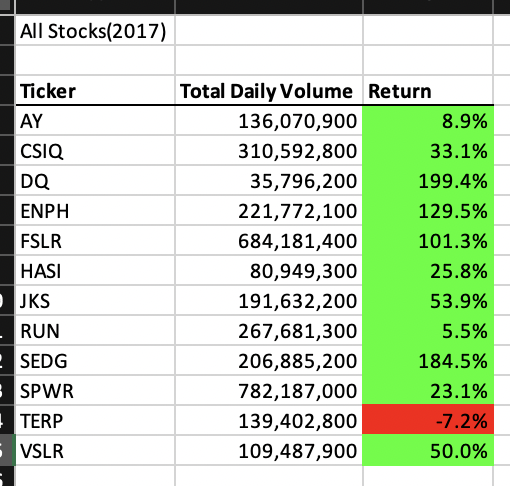 All Stocks(2017)
Ticker Total Daily Volume Return
AY 136,070,900 8.9%
CSIQ 310,592,800 33.1%
DQ 35,796,200 199.4%
ENPH 221,772,100 129.5%
FSLR 684,181,400 101.3%
HASI 80,949,300 25.8%
JKS 191,632,200 53.9%
RUN 267,681,300 5.5%
SEDG 206,885,200 184.5%
SPWR 782,187,000 23.1%
TERP 139,402,800 -7.2%
VSLR 109,487,900 50.0%